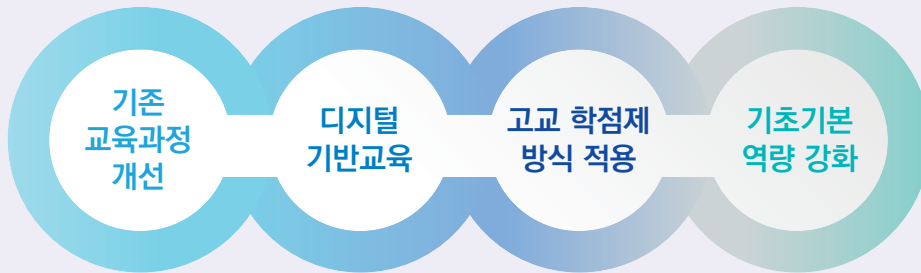 기존
교육과정
개선
디지털
기반교육
고교 학점제
방식 적용
기초기본
역량 강화